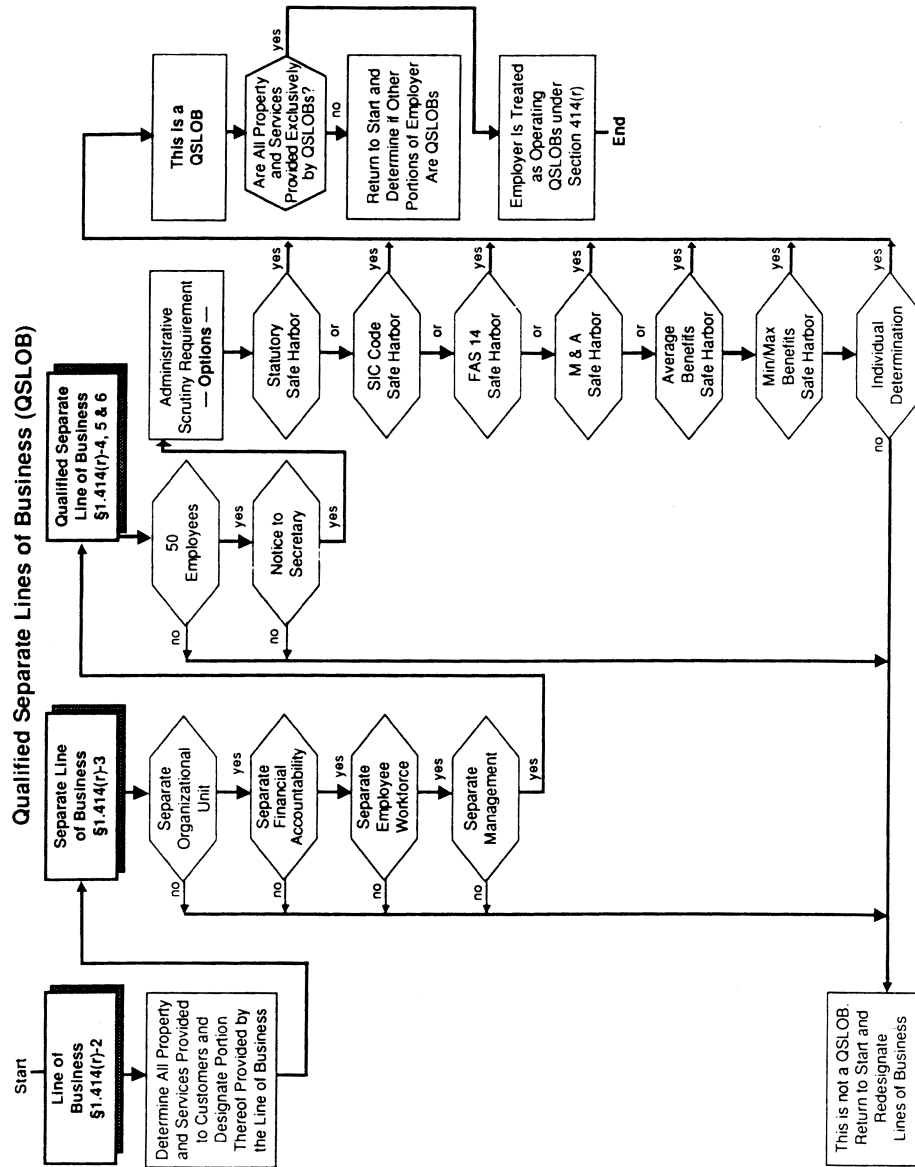 Qualified Separate Lines of Business (QSLOB)
Start
Line of
Business
§1.414(r)-2
Determine All Property
and Services Provided
to Customers and
Designate Portion
Thereof Provided by
the Line of Business
Separate Line
of Business
§1.414(r)-3
Separate
Organizational
Unit
no
yes
Separate
Financial
Accountability
no
yes
Separate
Employee
Workforce
no
yes
Separate
Management
no
yes
Qualified Separate
Line of Business
§1.414(r)-4, 5 & 6
50
Employees
no
yes
Notice to
Secretary
no
yes
Administrative
Scrutiny Requirement
— Options —
Statutory
Safe Harbor
yes
or
SIC Code
Safe Harbor
yes
or
FAS 14
Safe Harbor
yes
or
M & A
Safe Harbor
yes
or
Average
Benefits
Safe Harbor
yes
Min/Max
Benefits
Safe Harbor
yes
Individual
Determination
no
yes
This is a
QSLOB
Are All Property
and Services
Provided Exclusively
by QSLOBs?
yes
no
Return to Start and
Determine if Other
Portions of Employer
Are QSLOBs
Employer Is Treated
as Operating
QSLOBs under
Section 414(r)
End
This is not a QSLOB.
Return to Start and
Redesignate
Lines of Business